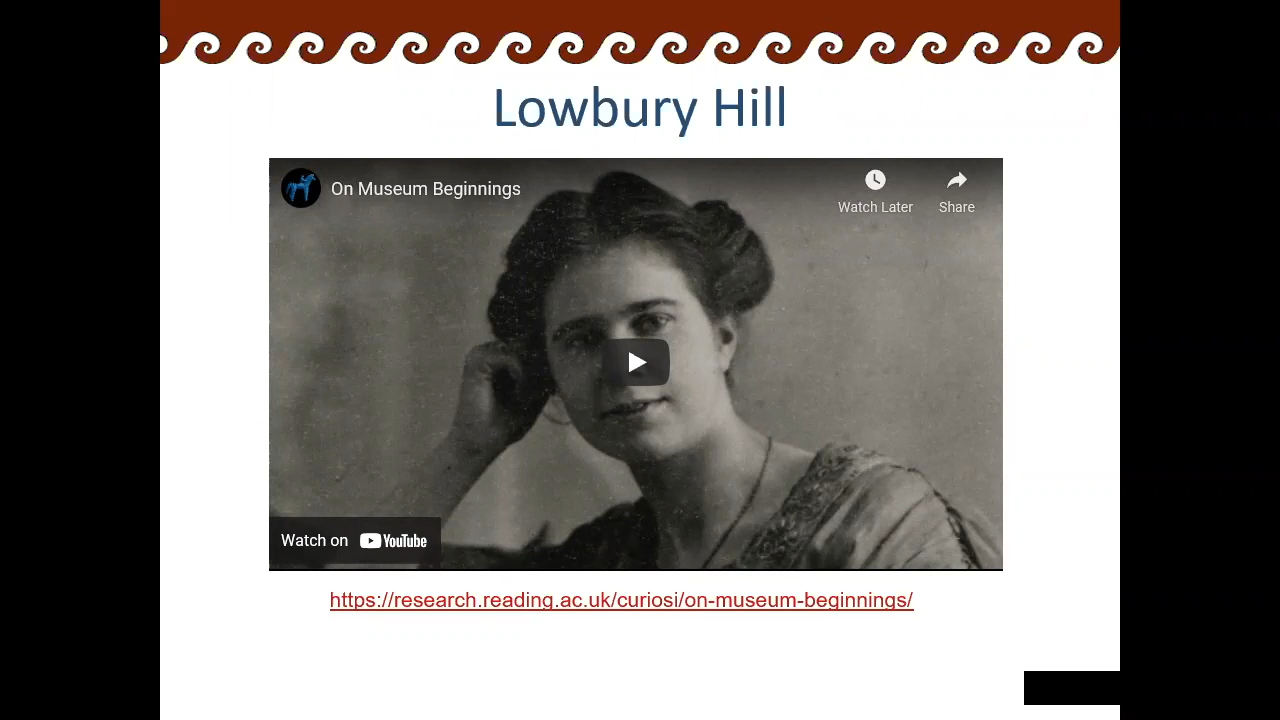 Lowbury Hill
On Museum Beginnings
Watch Later
Share
Watch on YouTube
https://research.reading.ac.uk/curiosi/on-museum-beginnings/